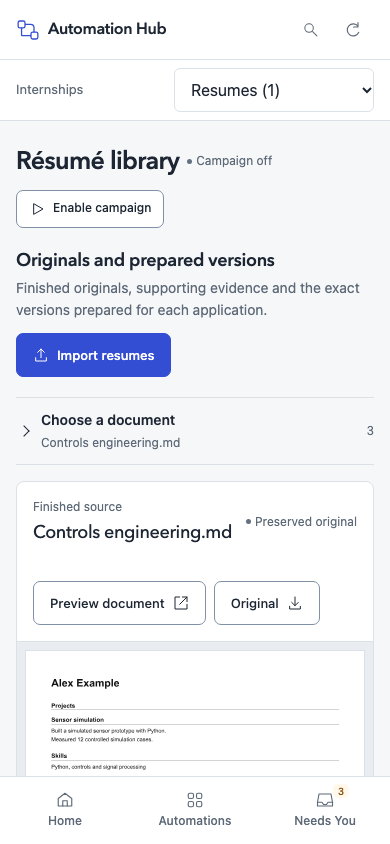 Automation Hub
Internships
Resumes (1)
Résumé library
Campaign off
Enable campaign
Originals and prepared versions
Finished originals, supporting evidence and the exact
versions prepared for each application.
Import resumes
Choose a document
Controls engineering.md
3
Finished source
Controls engineering.md
Preserved original
Preview document
Original
Alex Example
Projects
Sensor simulation
Built a simulated sensor prototype with Python.
Measured 12 controlled simulation cases.
Skills
Python, controls and signal processing
Home
Automations
3
Needs You